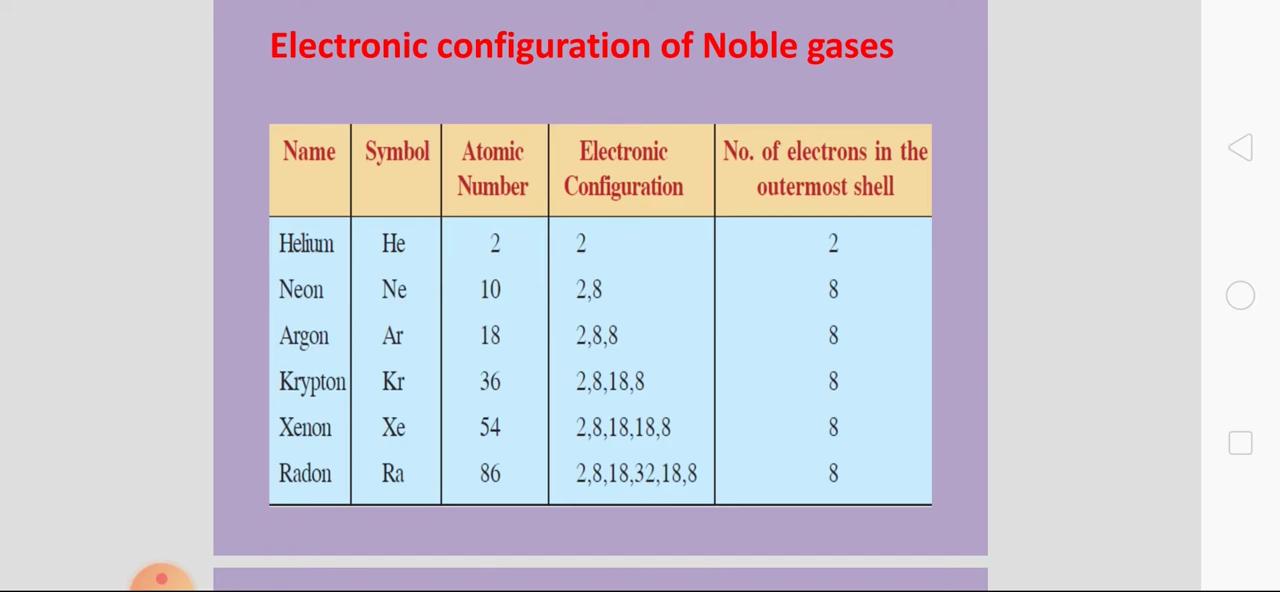 Electronic configuration of Noble gases
Name Symbol Atomic Number Electronic Configuration No. of electrons in the outermost shell
Helium He 2 2 2
Neon Ne 10 2,8 8
Argon Ar 18 2,8,8 8
Krypton Kr 36 2,8,18,8 8
Xenon Xe 54 2,8,18,18,8 8
Radon Ra 86 2,8,18,32,18,8 8